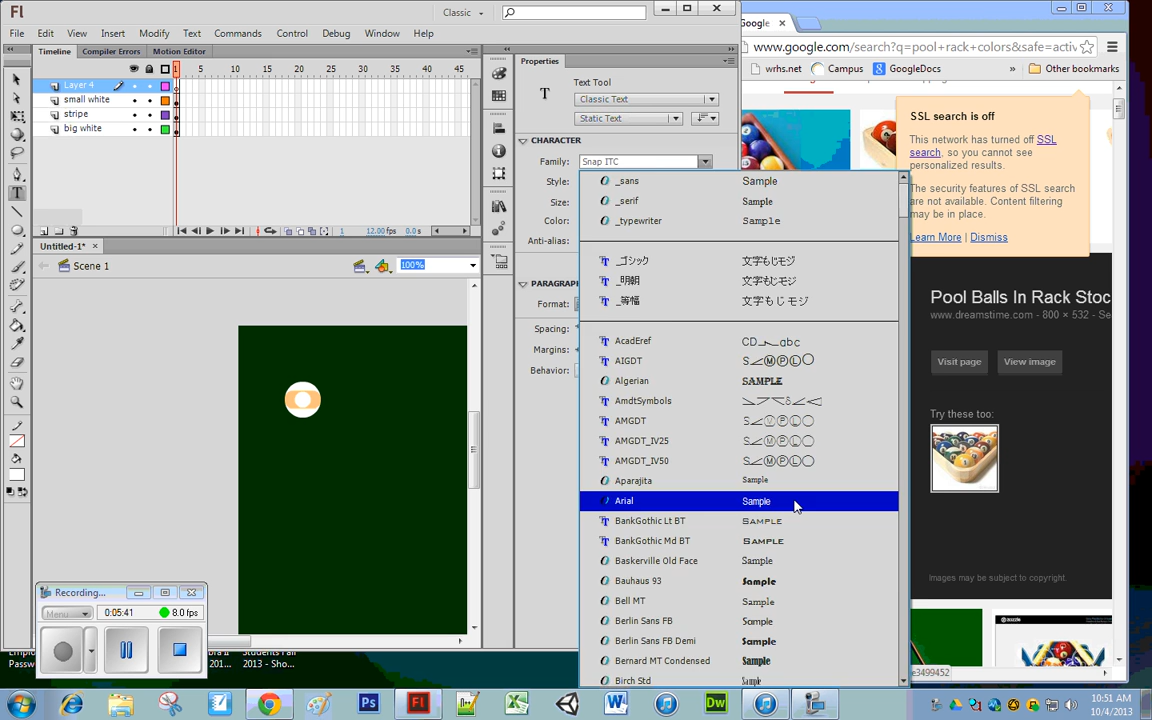 Fl
Classic
File Edit View Insert Modify Text Commands Control Debug Window Help
Timeline Compiler Errors Motion Editor
1 5 10 15 20 25 30 35 40 45
Layer 4
small white
stripe
big white
1 12.00 fps 0.0 s
Untitled-1*
Scene 1
100%
Properties
T
Text Tool
Classic Text
Static Text
CHARACTER
Family: Snap ITC
Style:
Size:
Color:
Anti-alias:
PARAGRAPH
Format:
Spacing:
Margins:
Behavior:
_sans Sample
_serif Sample
_typewriter Sample
_ゴシック 文字もじモジ
_明朝 文字もじモジ
_等幅 文字もじモジ
AcadEref
AIGDT
Algerian SAMPLE
AmdtSymbols
AMGDT
AMGDT_IV25
AMGDT_IV50
Aparajita Sample
Arial Sample
BankGothic Lt BT SAMPLE
BankGothic Md BT SAMPLE
Baskerville Old Face Sample
Bauhaus 93 Sample
Bell MT Sample
Berlin Sans FB Sample
Berlin Sans FB Demi Sample
Bernard MT Condensed Sample
Birch Std Sample
Google
www.google.com/search?q=pool+rack+colors&safe=activ
wrhs.net Campus GoogleDocs » Other bookmarks
SSL search is off
This network has turned off SSL
search, so you cannot see
personalized results.
The security features of SSL search
are not available. Content filtering
may be in place.
Learn More | Dismiss
Pool Balls In Rack Stoc
www.dreamstime.com - 800 × 532 - Se
Visit page View image
Try these too:
Images may be subject to copyright.
zazzle
e3499452
Recording...
Menu 0:05:41 8.0 fps
Passw... 201... 2013 - Sho...
Ps Fl W Dw
10:51 AM
10/4/2013